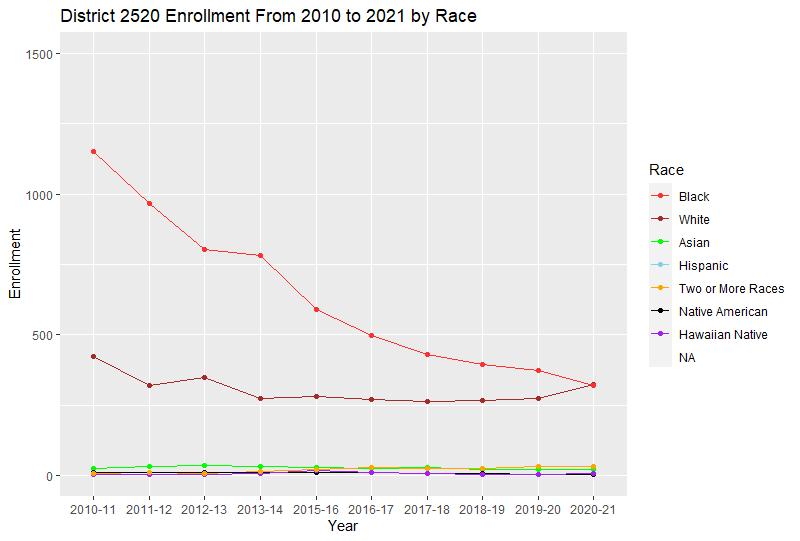 District 2520 Enrollment From 2010 to 2021 by Race
1500
1000
500
0
Enrollment
2010-11 2011-12 2012-13 2013-14 2015-16 2016-17 2017-18 2018-19 2019-20 2020-21
Year
Race
Black
White
Asian
Hispanic
Two or More Races
Native American
Hawaiian Native
NA